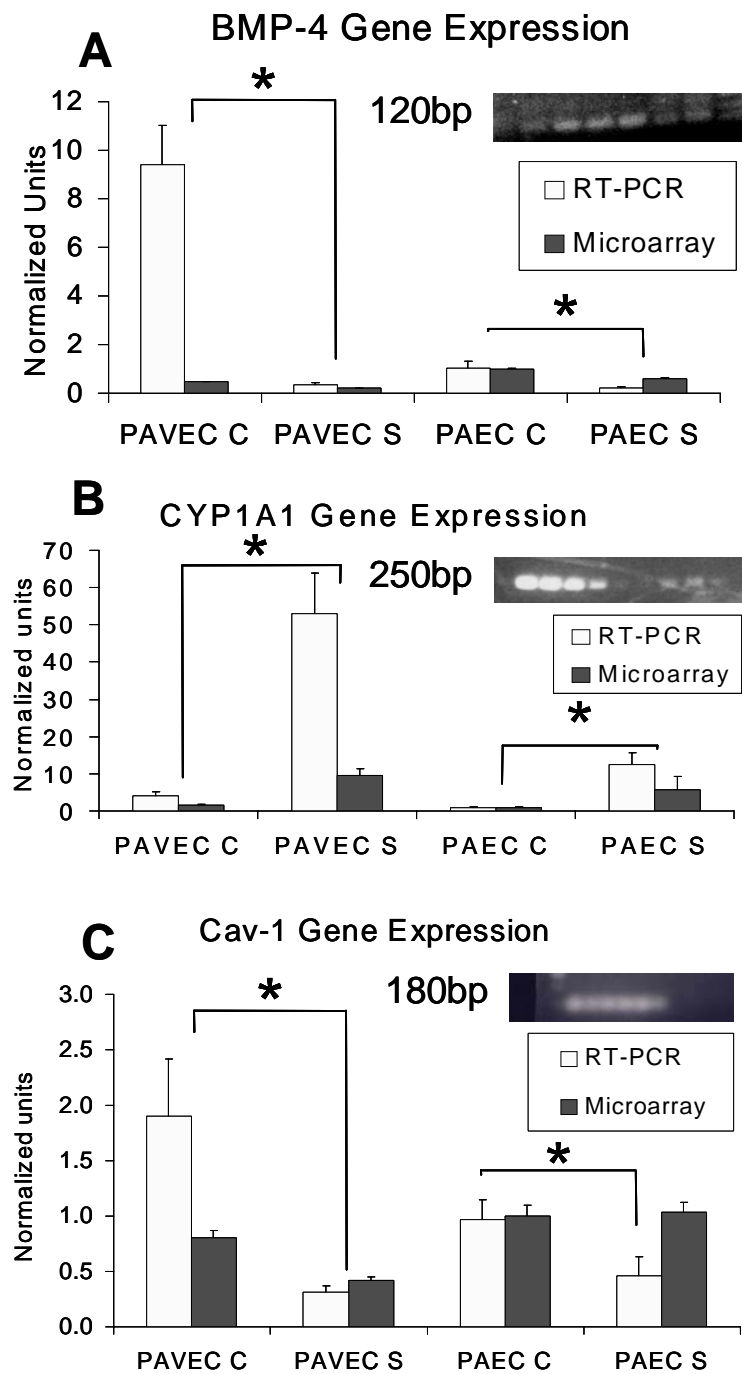 A
BMP-4 Gene Expression
*
120bp
12
10
8
6
4
2
0
Normalized Units
RT-PCR
Microarray
*
PAVEC C
PAVEC S
PAEC C
PAEC S
B
CYP1A1 Gene Expression
*
250bp
70
60
50
40
30
20
10
0
Normalized units
RT-PCR
Microarray
*
PAVEC C
PAVEC S
PAEC C
PAEC S
C
Cav-1 Gene Expression
*
180bp
3.0
2.5
2.0
1.5
1.0
0.5
0.0
Normalized units
RT-PCR
Microarray
*
PAVEC C
PAVEC S
PAEC C
PAEC S